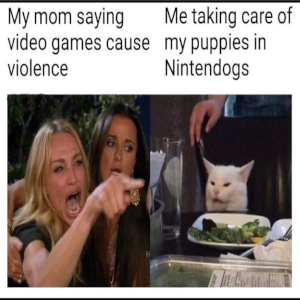 My mom saying
video games cause
violence
Me taking care of
my puppies in
Nintendogs